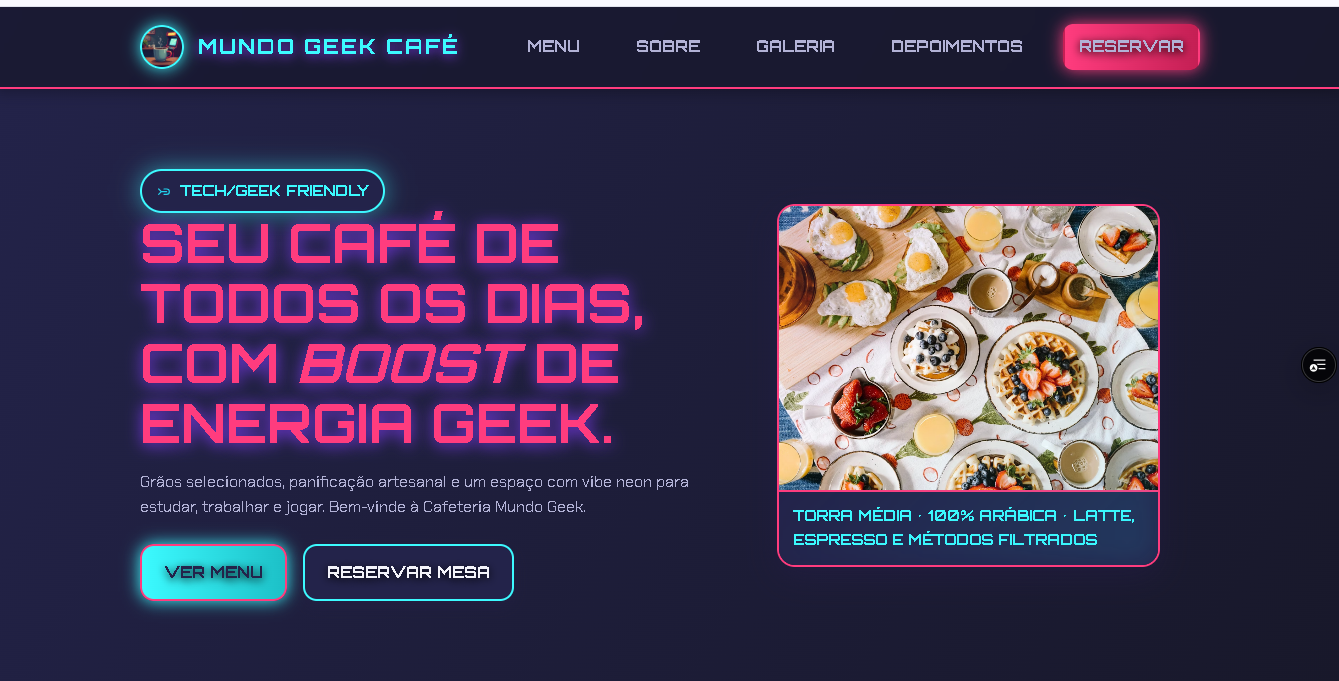 MUNDO GEEK CAFÉ
MENU
SOBRE
GALERIA
DEPOIMENTOS
RESERVAR
TECH/GEEK FRIENDLY
SEU CAFÉ DE
TODOS OS DIAS,
COM BOOST DE
ENERGIA GEEK.
Grãos selecionados, panificação artesanal e um espaço com vibe neon para
estudar, trabalhar e jogar. Bem-vinde à Cafeteria Mundo Geek.
VER MENU
RESERVAR MESA
TORRA MÉDIA · 100% ARÁBICA · LATTE,
ESPRESSO E MÉTODOS FILTRADOS